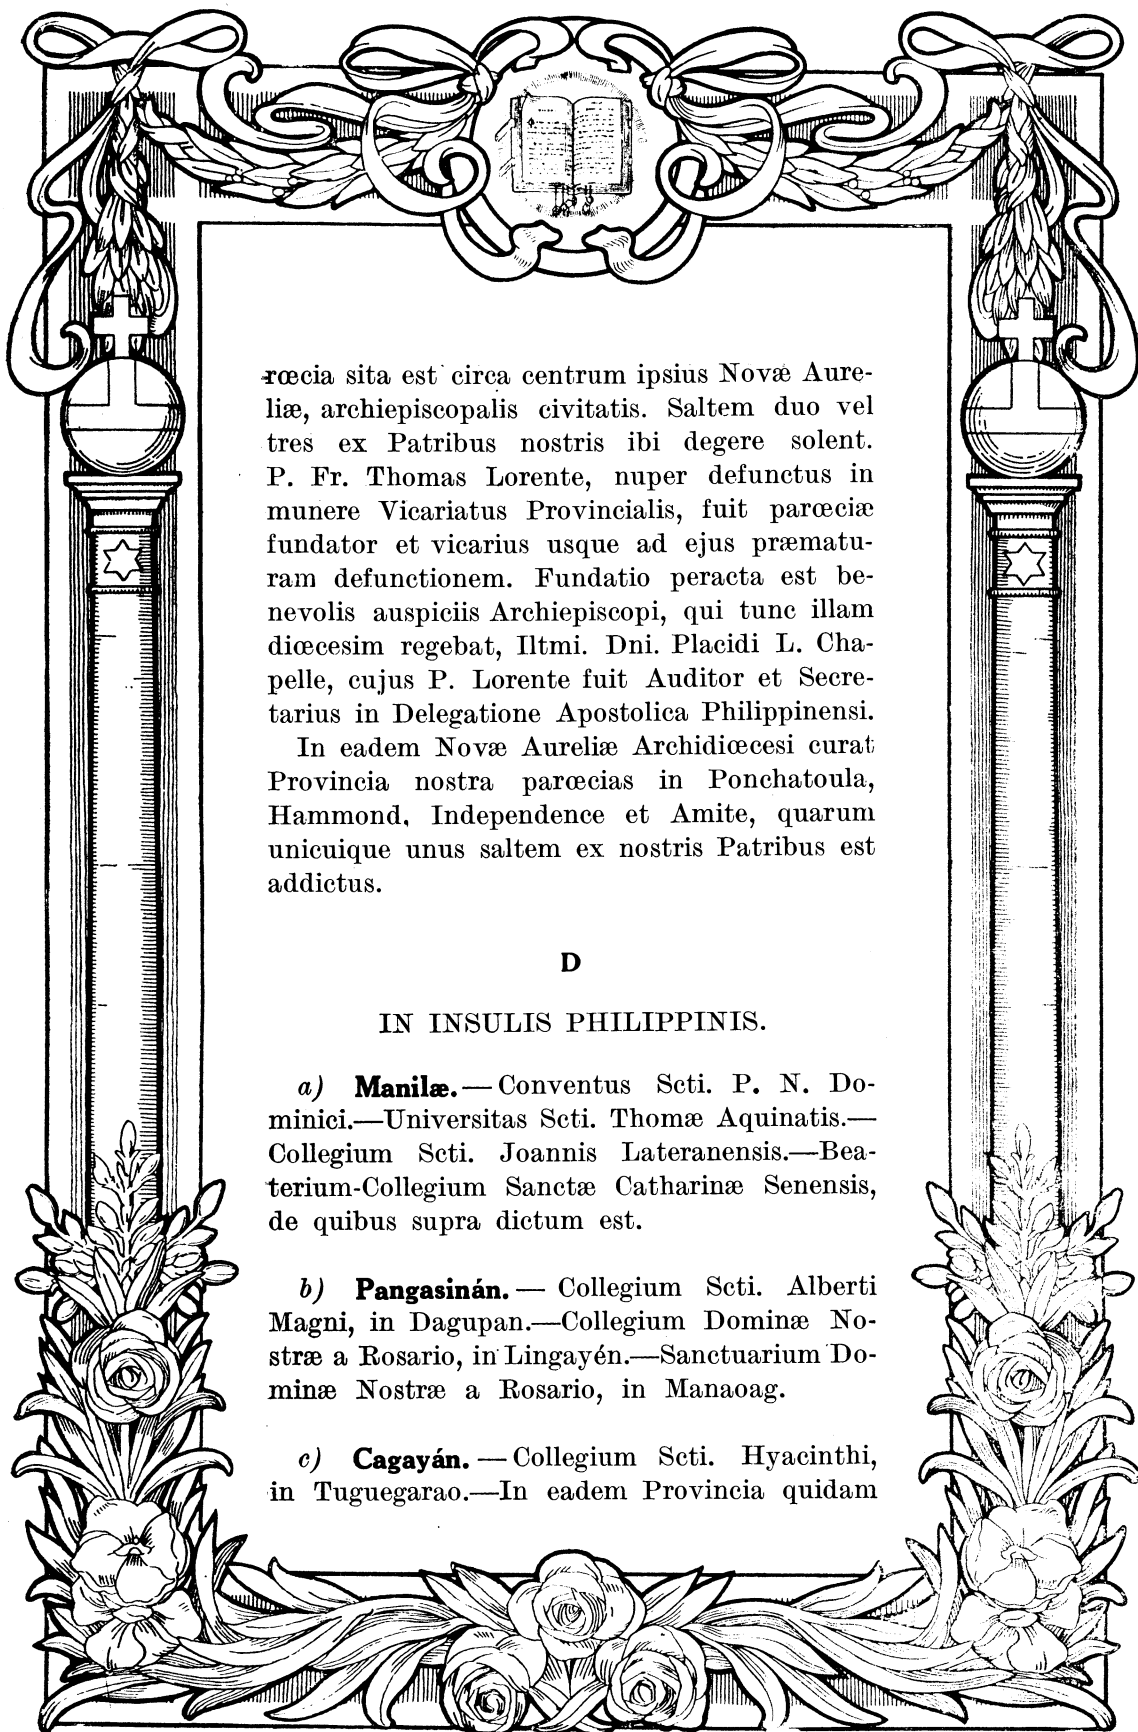 rœcia sita est circa centrum ipsius Novæ Aure-
liæ, archiepiscopalis civitatis. Saltem duo vel
tres ex Patribus nostris ibi degere solent.
P. Fr. Thomas Lorente, nuper defunctus in
munere Vicariatus Provincialis, fuit parœciæ
fundator et vicarius usque ad ejus præmatu-
ram defunctionem. Fundatio peracta est be-
nevolis auspiciis Archiepiscopi, qui tunc illam
diœcesim regebat, Iltmi. Dni. Placidi L. Cha-
pelle, cujus P. Lorente fuit Auditor et Secre-
tarius in Delegatione Apostolica Philippinensi.
In eadem Novæ Aureliæ Archidiœcesi curat
Provincia nostra parœcias in Ponchatoula,
Hammond, Independence et Amite, quarum
unicuique unus saltem ex nostris Patribus est
addictus.
D
IN INSULIS PHILIPPINIS.
a) Manilæ.—Conventus Scti. P. N. Do-
minici.—Universitas Scti. Thomæ Aquinatis.—
Collegium Scti. Joannis Lateranensis.—Bea-
terium-Collegium Sanctæ Catharinæ Senensis,
de quibus supra dictum est.
b) Pangasinán.— Collegium Scti. Alberti
Magni, in Dagupan.—Collegium Dominæ No-
stræ a Rosario, in Lingayén.—Sanctuarium Do-
minæ Nostræ a Rosario, in Manaoag.
c) Cagayán. — Collegium Scti. Hyacinthi,
in Tuguegarao.—In eadem Provincia quidam